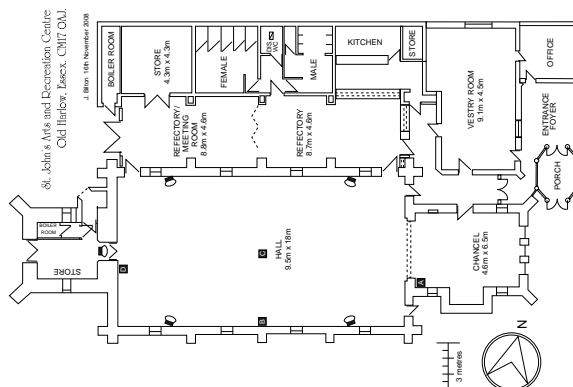 St. John's Arts and Recreation Centre
Old Harlow, Essex, CM17 OAJ.
J. Bilton 16th November 2008
BOILER ROOM
STORE
4.3m x 4.3m
FEMALE
DIS
WC
MALE
KITCHEN
STORE
VESTRY ROOM
9.1m x 4.5m
OFFICE
REFECTORY/
MEETING
ROOM
8.8m x 4.6m
REFECTORY
8.7m x 4.6m
ENTRANCE
FOYER
PORCH
BOILER
ROOM
STORE
HALL
9.5m x 18m
CHANCEL
4.6m x 6.5m
A
B
C
D
3 metres
N